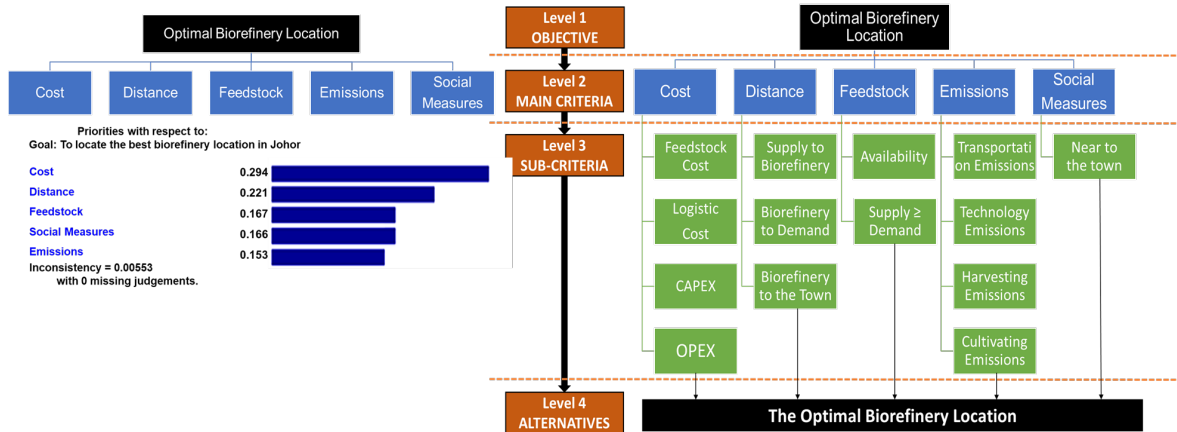 Optimal Biorefinery Location
Cost
Distance
Feedstock
Emissions
Social
Measures
Priorities with respect to:
Goal: To locate the best biorefinery location in Johor
Cost 0.294
Distance 0.221
Feedstock 0.167
Social Measures 0.166
Emissions 0.153
Inconsistency = 0.00553
with 0 missing judgements.
Level 1
OBJECTIVE
Level 2
MAIN CRITERIA
Level 3
SUB-CRITERIA
Level 4
ALTERNATIVES
Optimal Biorefinery
Location
Cost
Distance
Feedstock
Emissions
Social
Measures
Feedstock
Cost
Logistic
Cost
CAPEX
OPEX
Supply to
Biorefinery
Biorefinery
to Demand
Biorefinery
to the Town
Availability
Supply ≥
Demand
Transportati
on Emissions
Technology
Emissions
Harvesting
Emissions
Cultivating
Emissions
Near to
the town
The Optimal Biorefinery Location